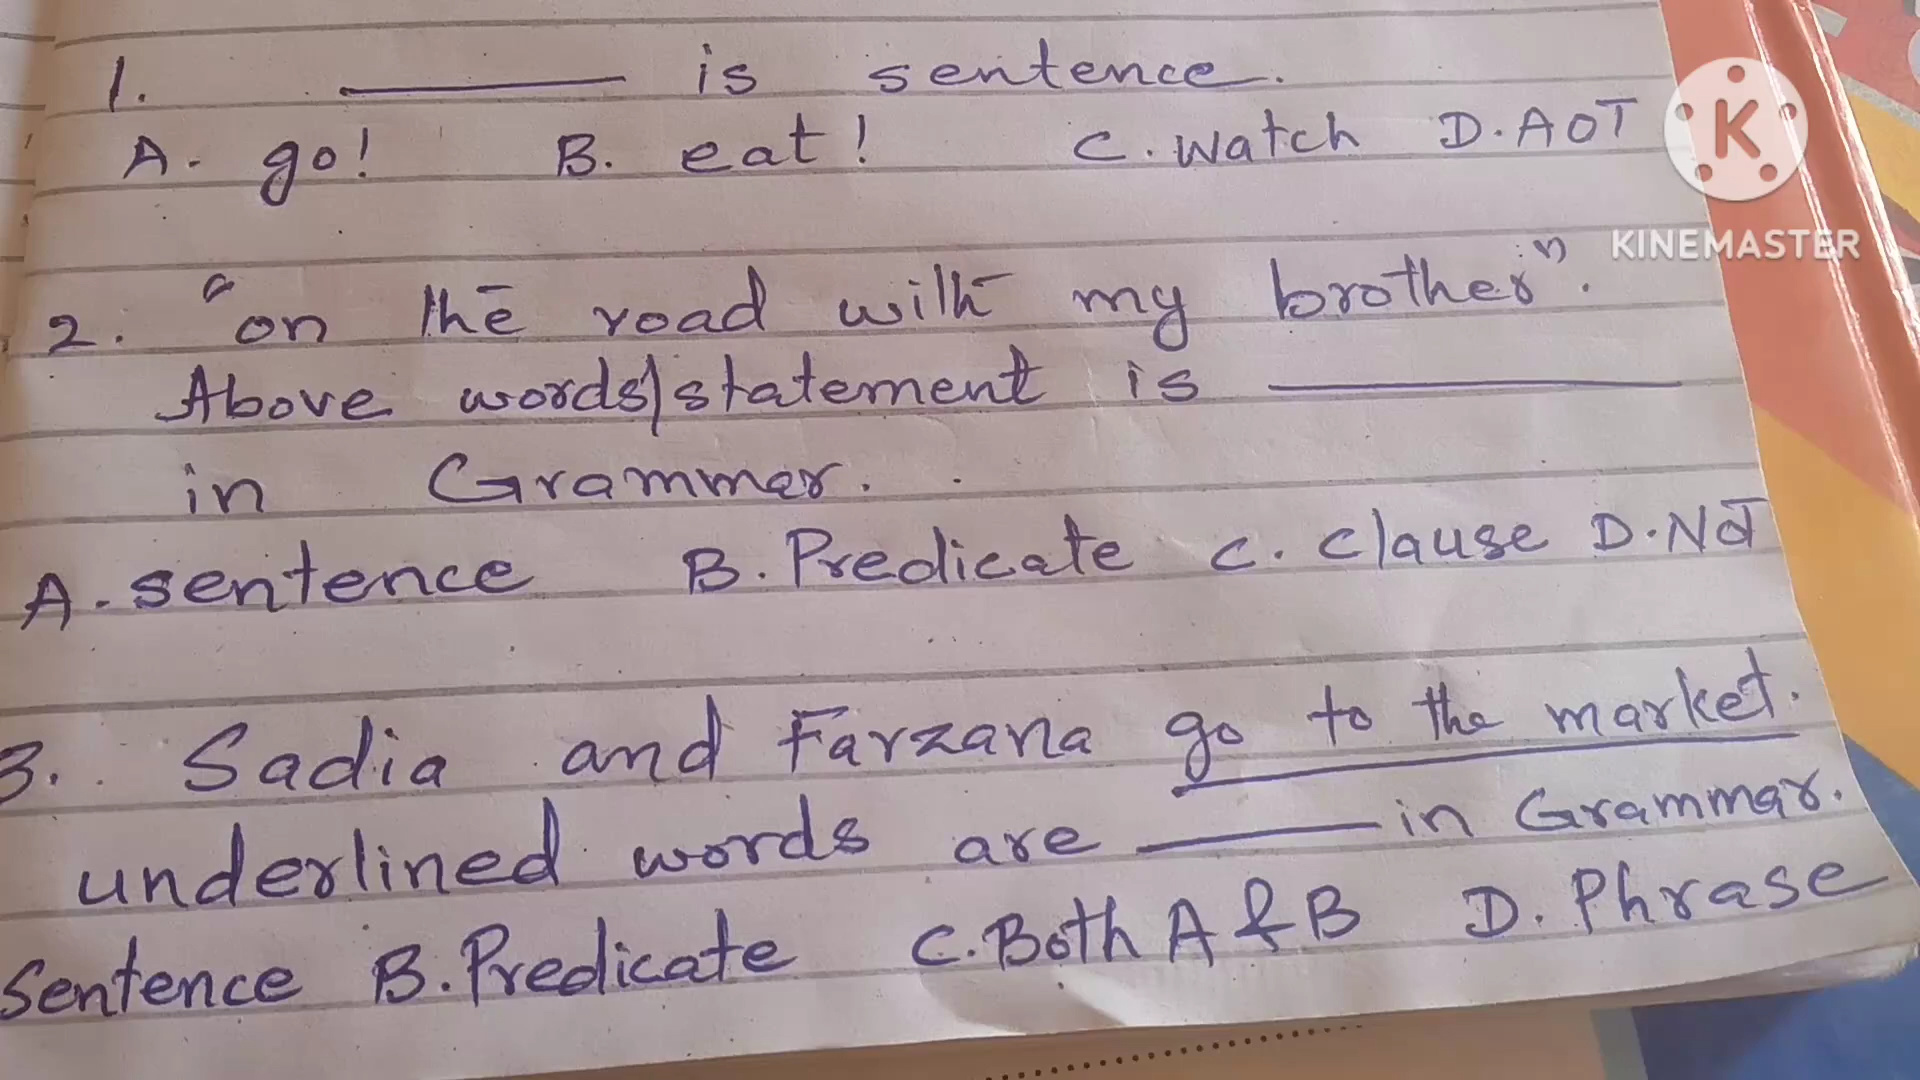 1. ______ is sentence.
A. go! B. eat! C. watch D. AOT
KINEMASTER
2. "on the road with my brother".
Above words/statement is ______
in Grammer.
A. sentence B. Predicate C. clause D. NOT
3. Sadia and Farzana go to the market.
underlined words are ______ in Grammar.
Sentence B. Predicate C. Both A & B D. Phrase